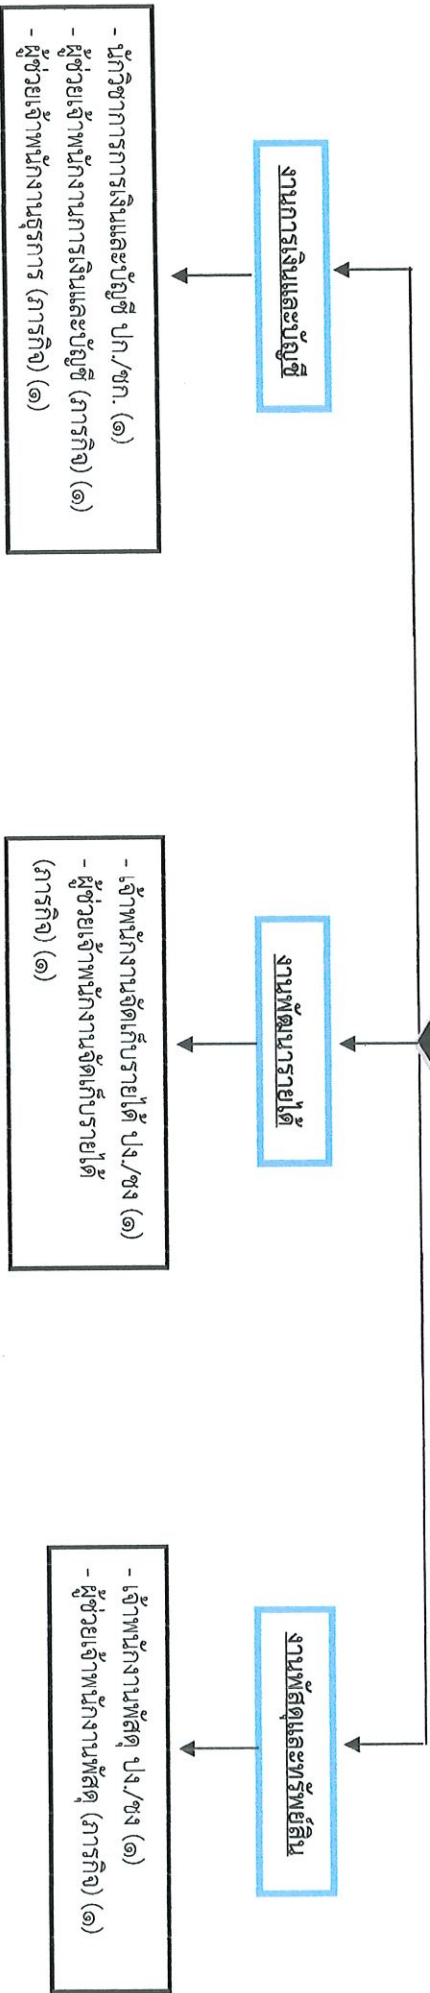 งานการเงินและบัญชี
- นักวิชาการการเงินและบัญชี ปก./ชก. (๑)
- ผู้ช่วยเจ้าพนักงานการเงินและบัญชี (ภารกิจ) (๑)
- ผู้ช่วยเจ้าพนักงานธุรการ (ภารกิจ) (๑)
งานพัฒนารายได้
- เจ้าพนักงานจัดเก็บรายได้ ปง./ชง (๑)
- ผู้ช่วยเจ้าพนักงานจัดเก็บรายได้
(ภารกิจ) (๑)
งานพัสดุและทรัพย์สิน
- เจ้าพนักงานพัสดุ ปง./ชง (๑)
- ผู้ช่วยเจ้าพนักงานพัสดุ (ภารกิจ) (๑)